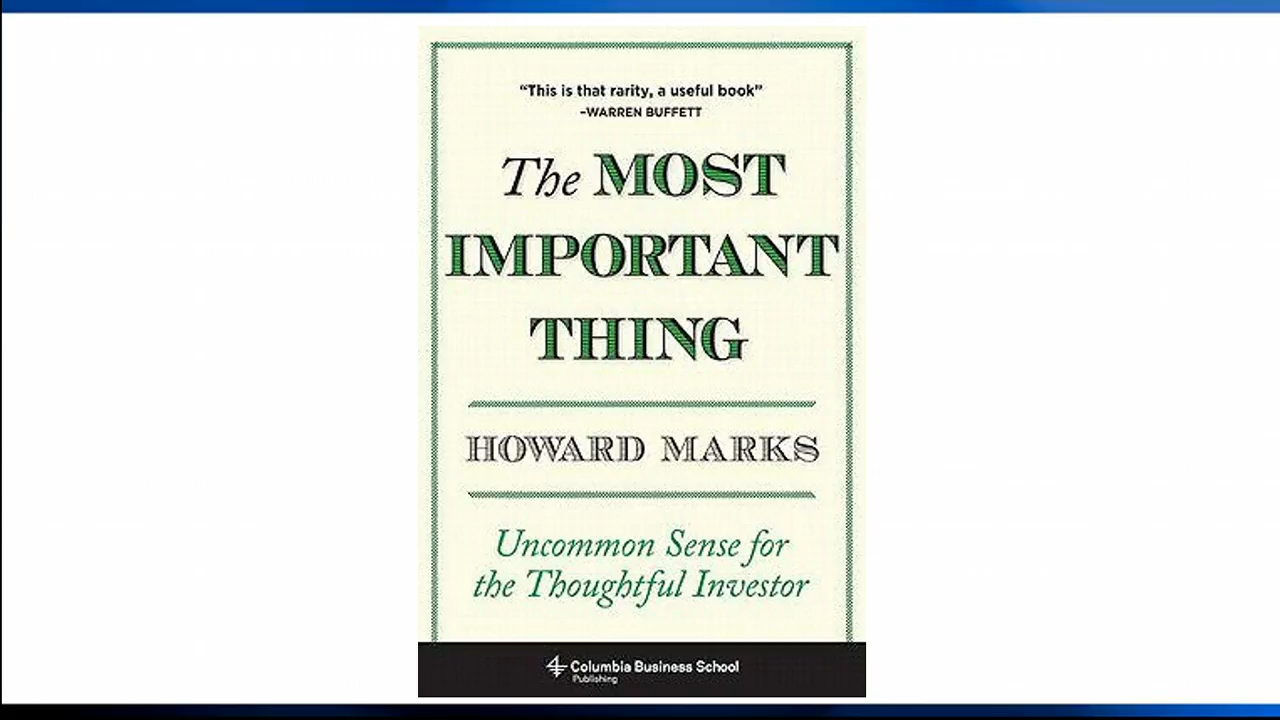 “This is that rarity, a useful book”
–WARREN BUFFETT
The MOST
IMPORTANT
THING
HOWARD MARKS
Uncommon Sense for
the Thoughtful Investor
Columbia Business School
Publishing